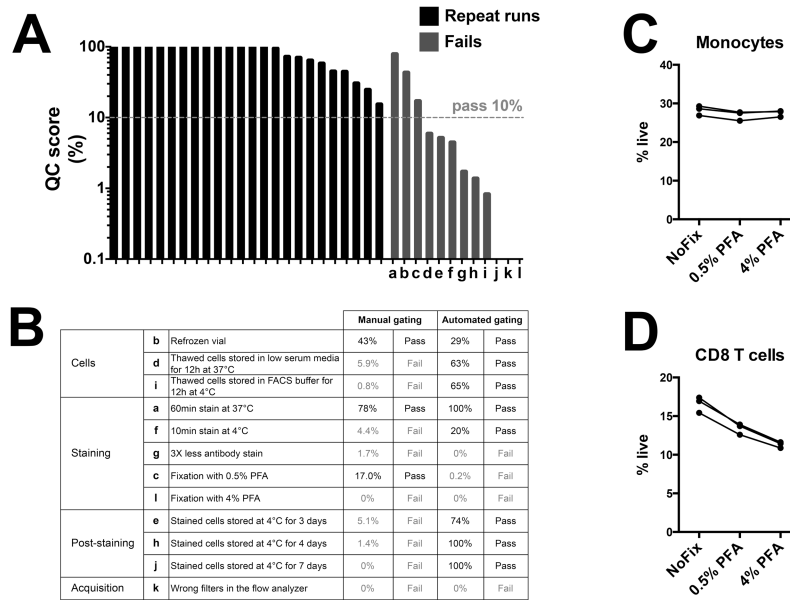 A
Repeat runs
Fails
100
10
1
0.1
QC score
(%)
pass 10%
a b c d e f g h i j k l
B
Manual gating Automated gating
Cells
b Refrozen vial 43% Pass 29% Pass
d Thawed cells stored in low serum media
for 12h at 37°C 5.9% Fail 63% Pass
i Thawed cells stored in FACS buffer for
12h at 4°C 0.8% Fail 65% Pass
Staining
a 60min stain at 37°C 78% Pass 100% Pass
f 10min stain at 4°C 4.4% Fail 20% Pass
g 3X less antibody stain 1.7% Fail 0% Fail
c Fixation with 0.5% PFA 17.0% Pass 0.2% Fail
l Fixation with 4% PFA 0% Fail 0% Fail
Post-staining
e Stained cells stored at 4°C for 3 days 5.1% Fail 74% Pass
h Stained cells stored at 4°C for 4 days 1.4% Fail 100% Pass
j Stained cells stored at 4°C for 7 days 0% Fail 100% Pass
Acquisition k Wrong filters in the flow analyzer 0% Fail 0% Fail
C
Monocytes
40
30
20
10
0
% live
NoFix
0.5% PFA
4% PFA
D
CD8 T cells
20
15
10
5
0
% live
NoFix
0.5% PFA
4% PFA